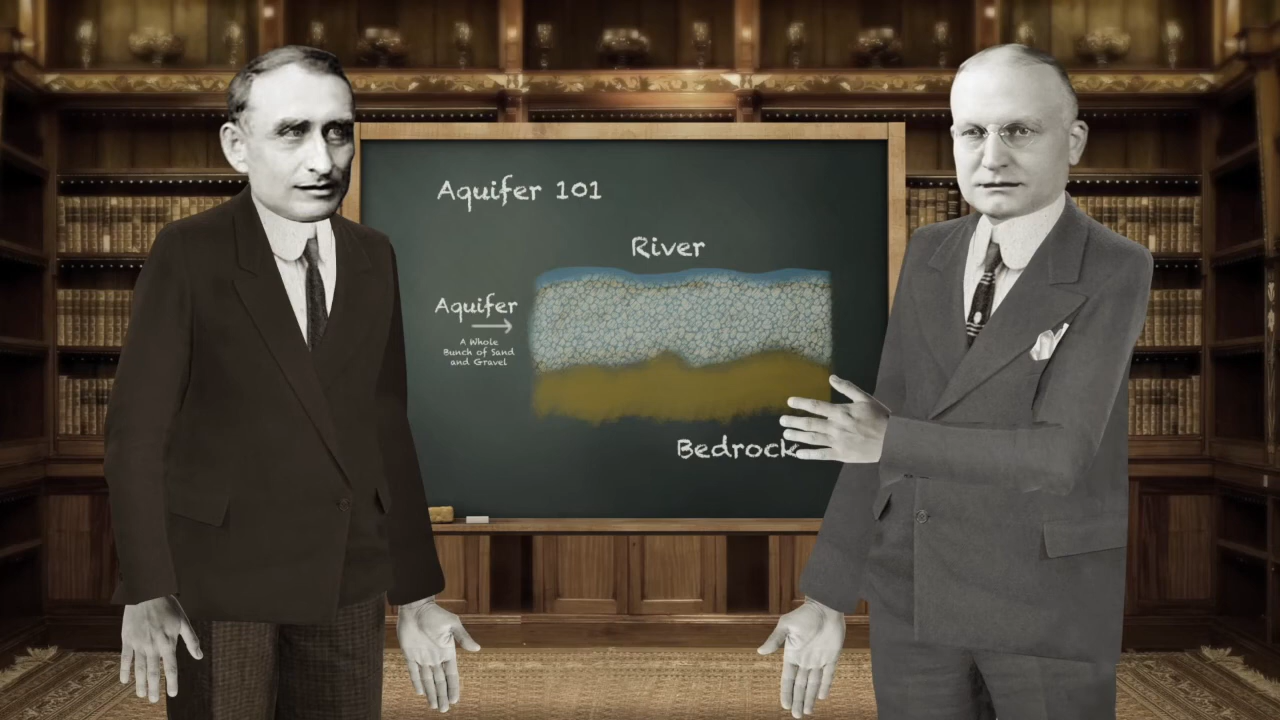 Aquifer 101
River
Aquifer
A Whole
Bunch of Sand
and Gravel
Bedrock